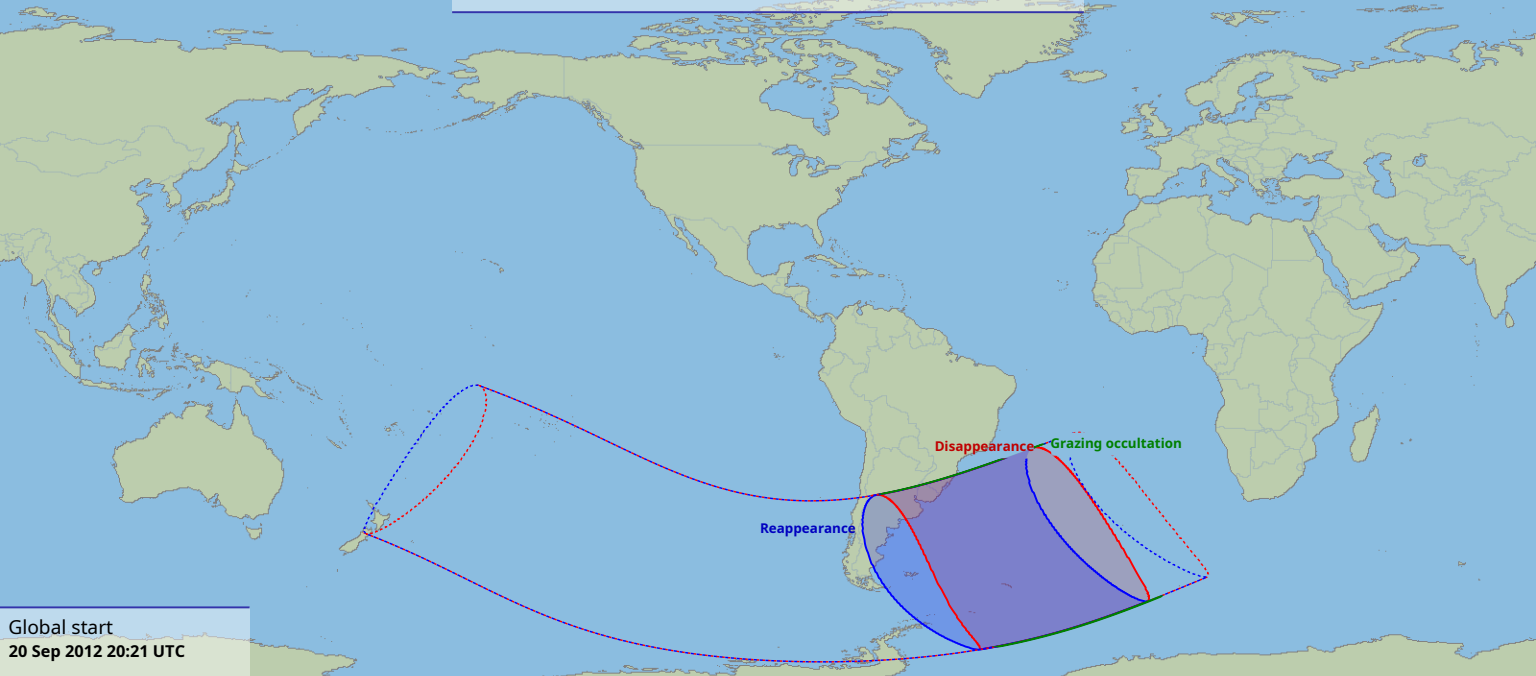 Disappearance
Grazing occultation
Reappearance
Global start
20 Sep 2012 20:21 UTC